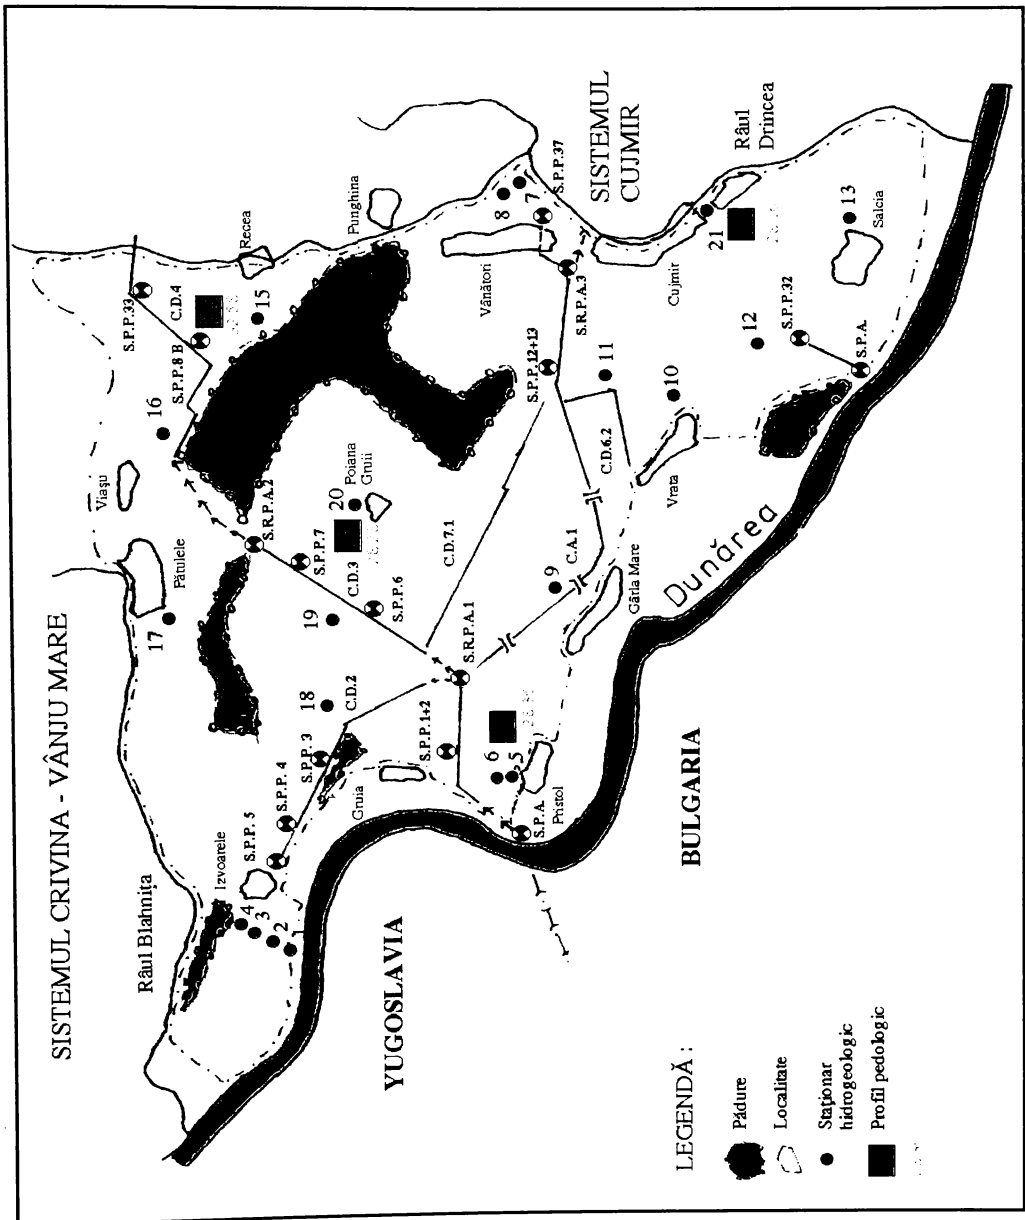 SISTEMUL CRIVINA - VÂNJU MARE
Râul Blahnița
Izvoarele
4
3
2
S.P.P. 5
S.P.P. 4
S.P.P. 3
18
C.D.2
Gruia
17
Pătulele
Viașu
16
S.P.P.33
C.D.4
S.P.P.8 B
15
Recea
Punghina
S.R.P.A.2
S.P.P.7
C.D.3
20
Poiana
Gruii
19
S.P.P.6
C.D.7.1
S.R.P.A.1
S.P.P.1+2
6
5
S.P.A.
Pristol
8
7
S.P.P.37
Vânători
S.R.P.A.3
S.P.P.12+13
SISTEMUL
CUJMIR
11
C.D.6.2
C.A.1
9
Gârla Mare
10
Vrata
Cujmir
21
Râul
Drincea
12
S.P.P.32
S.P.A.
13
Salcia
Dunărea
YUGOSLAVIA
BULGARIA
LEGENDĂ :
Pădure
Localitate
Staționar
hidrogeologic
Profil pedologic